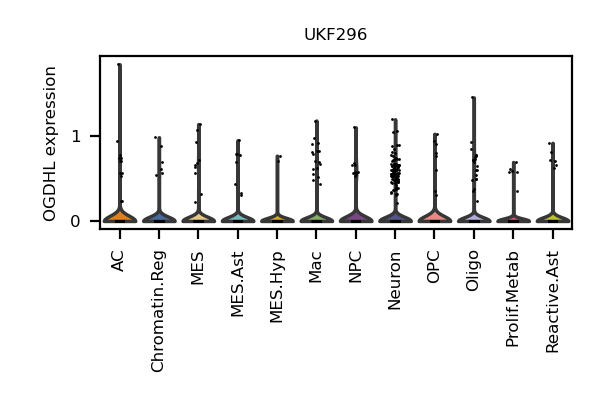 UKF296
OGDHL expression
1
0
AC
Chromatin.Reg
MES
MES.Ast
MES.Hyp
Mac
NPC
Neuron
OPC
Oligo
Prolif.Metab
Reactive.Ast